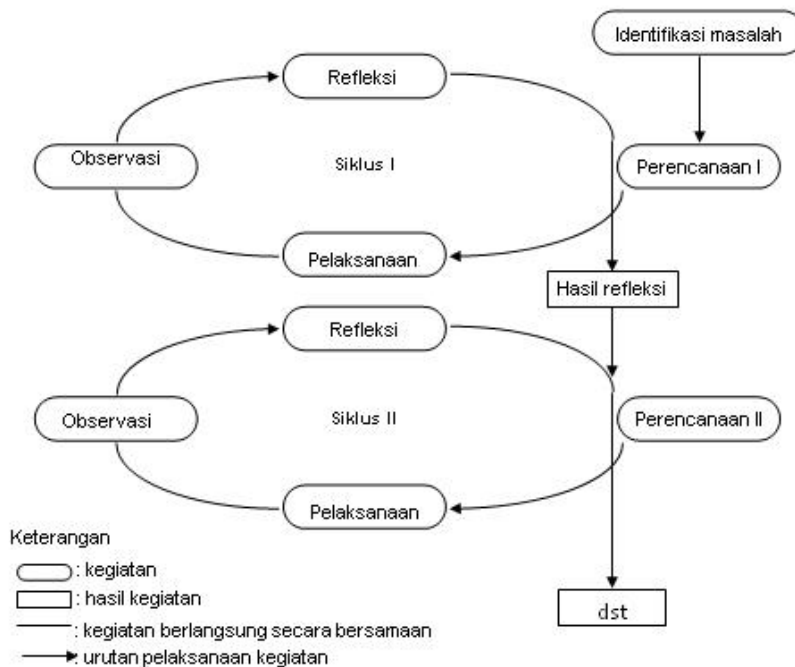 Identifikasi masalah
Refleksi
Observasi
Siklus I
Perencanaan I
Pelaksanaan
Hasil refleksi
Refleksi
Observasi
Siklus II
Perencanaan II
Pelaksanaan
Keterangan
: kegiatan
: hasil kegiatan
: kegiatan berlangsung secara bersamaan
: urutan pelaksanaan kegiatan
dst